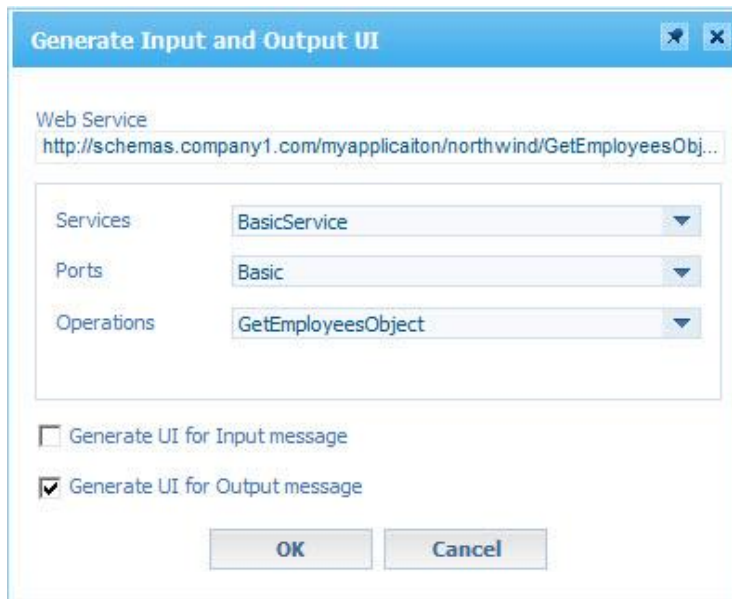 Generate Input and Output UI
Web Service
http://schemas.company1.com/myapplicaiton/northwind/GetEmployeesObj...
Services BasicService
Ports Basic
Operations GetEmployeesObject
Generate UI for Input message
Generate UI for Output message
OK Cancel